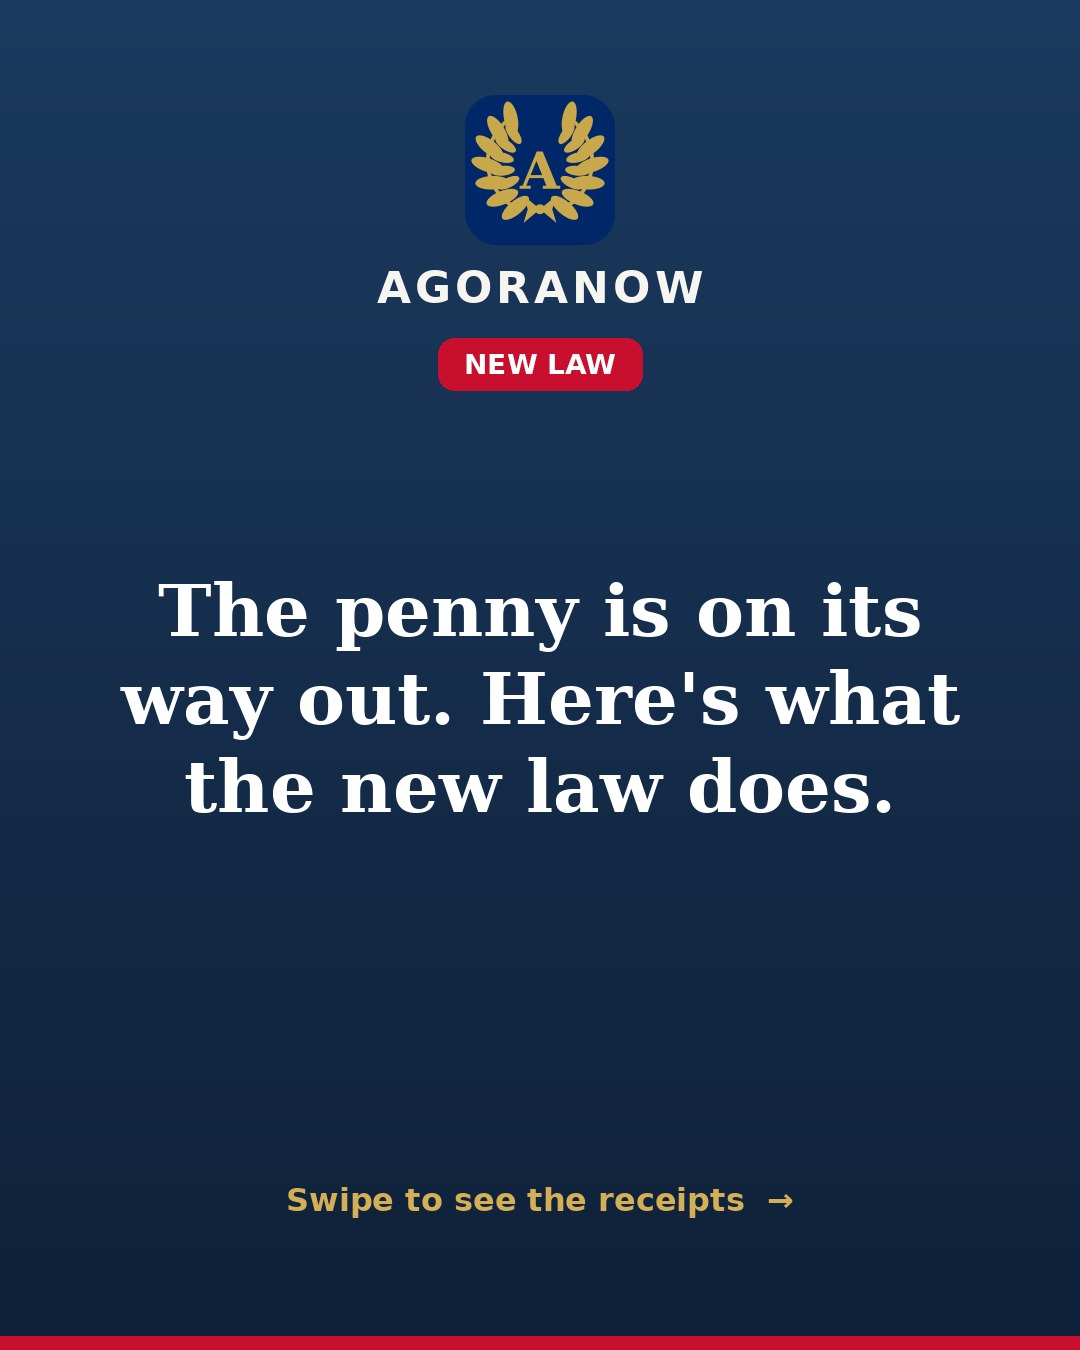 A
AGORANOW
NEW LAW
The penny is on its
way out. Here's what
the new law does.
Swipe to see the receipts →